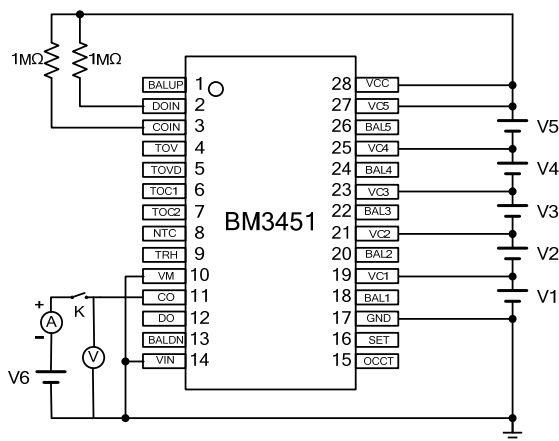 1MΩ
1MΩ
BALUP 1
DOIN 2
COIN 3
TOV 4
TOVD 5
TOC1 6
TOC2 7
NTC 8
TRH 9
VM 10
CO 11
DO 12
BALDN 13
VIN 14
BM3451
28 VCC
27 VC5
26 BAL5
25 VC4
24 BAL4
23 VC3
22 BAL3
21 VC2
20 BAL2
19 VC1
18 BAL1
17 GND
16 SET
15 OCCT
V5
V4
V3
V2
V1
+
A
-
K
V
V6